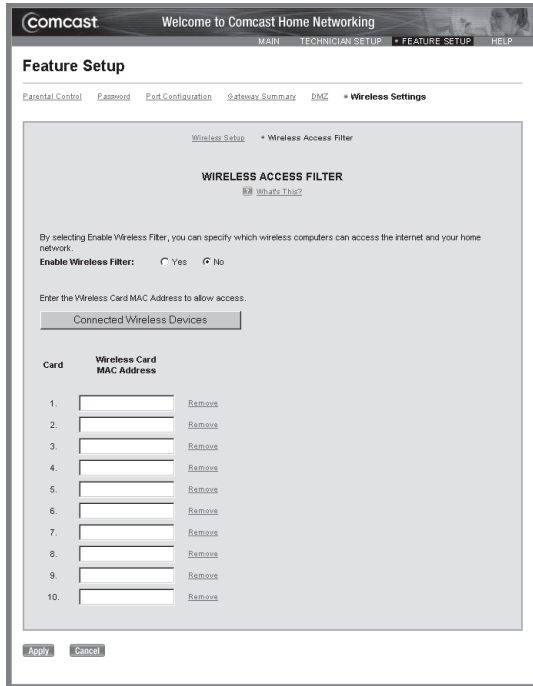 comcast. Welcome to Comcast Home Networking
MAIN TECHNICIAN SETUP FEATURE SETUP HELP
Feature Setup
Parental Control Password Port Configuration Gateway Summary DMZ Wireless Settings
Wireless Setup Wireless Access Filter
WIRELESS ACCESS FILTER
What's This?
By selecting Enable Wireless Filter, you can specify which wireless computers can access the internet and your home
network.
Enable Wireless Filter: Yes No
Enter the Wireless Card MAC Address to allow access.
Connected Wireless Devices
Card Wireless Card
MAC Address
1. Remove
2. Remove
3. Remove
4. Remove
5. Remove
6. Remove
7. Remove
8. Remove
9. Remove
10. Remove
Apply Cancel